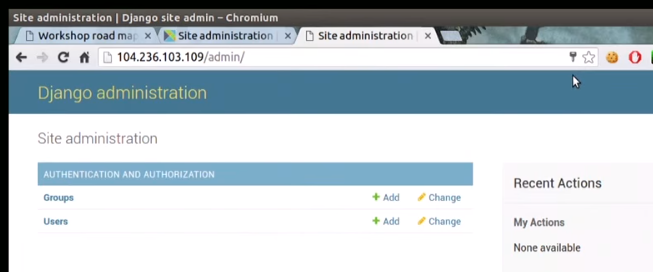 Site administration | Django site admin – Chromium
Workshop road map
Site administration
Site administration
104.236.103.109/admin/
Django administration
Site administration
AUTHENTICATION AND AUTHORIZATION
Groups + Add Change
Users + Add Change
Recent Actions
My Actions
None available